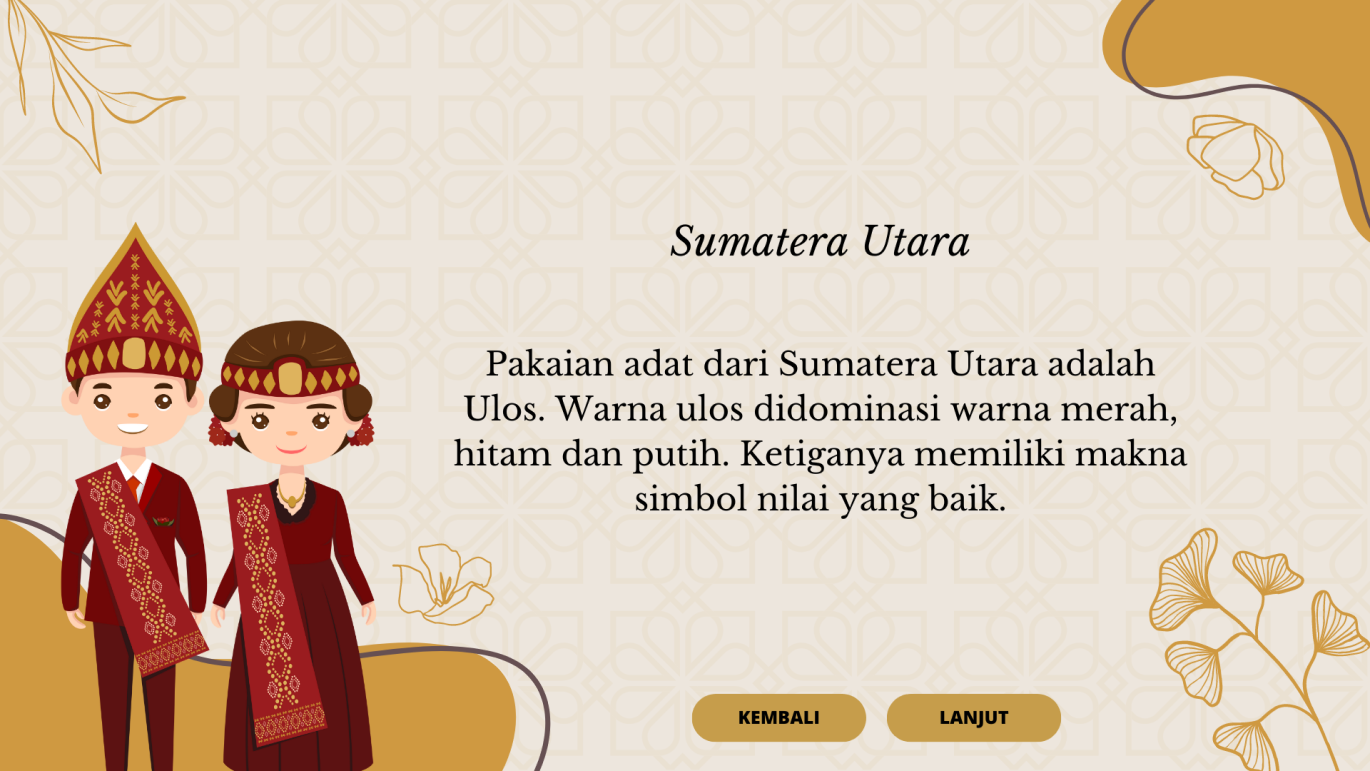 Sumatera Utara
Pakaian adat dari Sumatera Utara adalah
Ulos. Warna ulos didominasi warna merah,
hitam dan putih. Ketiganya memiliki makna
simbol nilai yang baik.
KEMBALI
LANJUT